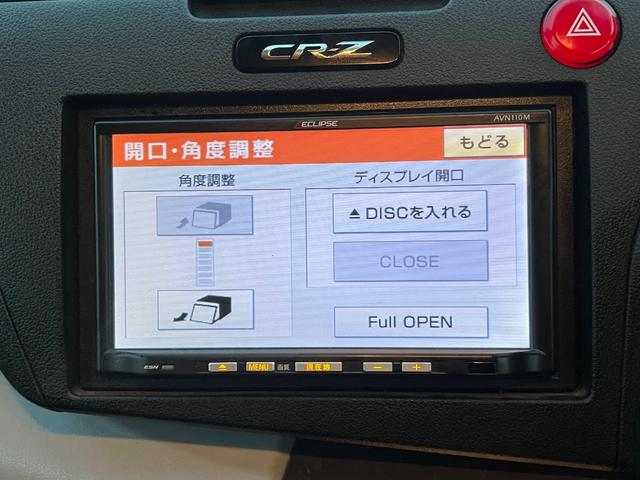 CR-Z
ECLIPSE
AVN110M
開口・角度調整
もどる
角度調整
ディスプレイ開口
▲DISCを入れる
CLOSE
Full OPEN
ESN
MENU
画質
現在地